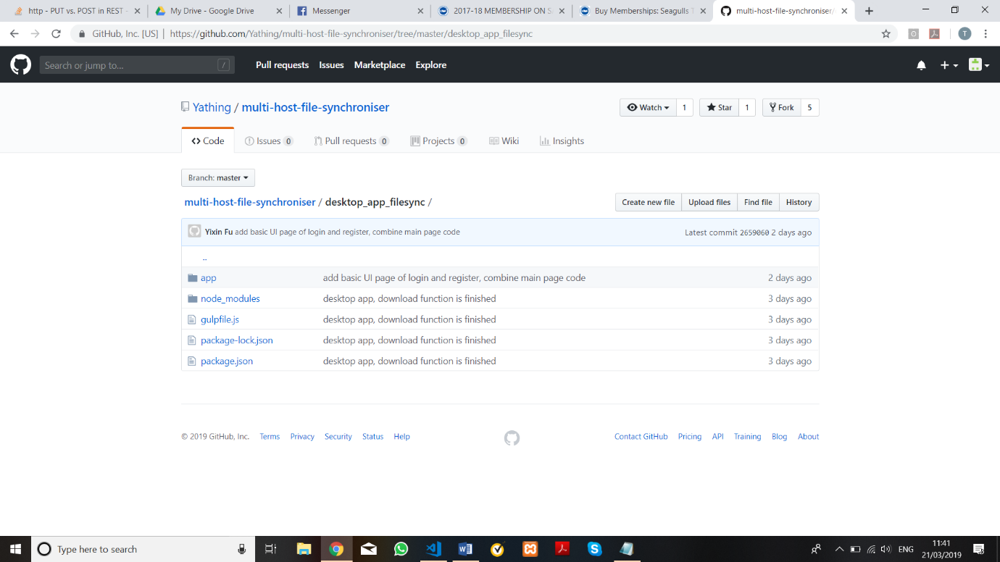 http - PUT vs. POST in REST - My Drive - Google Drive Messenger 2017-18 MEMBERSHIP ON S Buy Memberships: Seagulls T multi-host-file-synchroniser/
GitHub, Inc. [US] | https://github.com/Yathing/multi-host-file-synchroniser/tree/master/desktop_app_filesync T
Search or jump to... / Pull requests Issues Marketplace Explore
Yathing / multi-host-file-synchroniser Watch 1 Star 1 Fork 5
Code Issues 0 Pull requests 0 Projects 0 Wiki Insights
Branch: master
multi-host-file-synchroniser / desktop_app_filesync / Create new file Upload files Find file History
Yixin Fu add basic UI page of login and register, combine main page code Latest commit 2659060 2 days ago
..
app add basic UI page of login and register, combine main page code 2 days ago
node_modules desktop app, download function is finished 3 days ago
gulpfile.js desktop app, download function is finished 3 days ago
package-lock.json desktop app, download function is finished 3 days ago
package.json desktop app, download function is finished 3 days ago
© 2019 GitHub, Inc. Terms Privacy Security Status Help Contact GitHub Pricing API Training Blog About
Type here to search ENG 11:41
21/03/2019